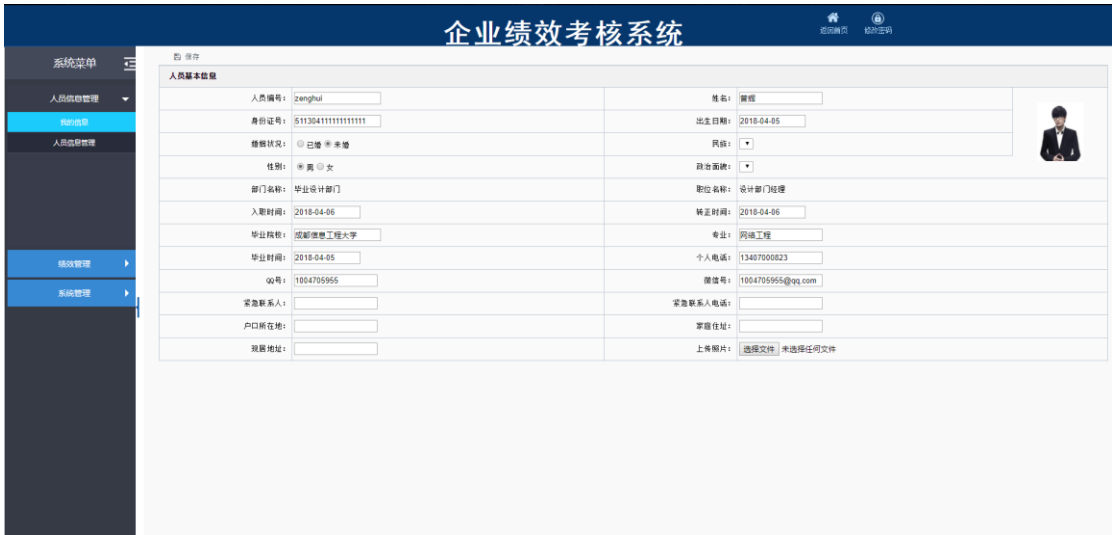 企业绩效考核系统
返回首页 修改密码
系统菜单
保存
人员基本信息
人员信息管理
我的信息
人员信息管理
绩效管理
系统管理
人员编号: zenghui 姓名: 曾辉
身份证号: 511304111111111111 出生日期: 2018-04-05
婚姻状况: 已婚 未婚 民族:
性别: 男 女 政治面貌:
部门名称: 毕业设计部门 职位名称: 设计部门经理
入职时间: 2018-04-06 转正时间: 2018-04-06
毕业院校: 成都信息工程大学 专业: 网络工程
毕业时间: 2018-04-05 个人电话: 13407000823
QQ号: 1004705955 微信号: 1004705955@qq.com
紧急联系人: 紧急联系人电话:
户口所在地: 家庭住址:
现居地址: 上传照片: 选择文件 未选择任何文件